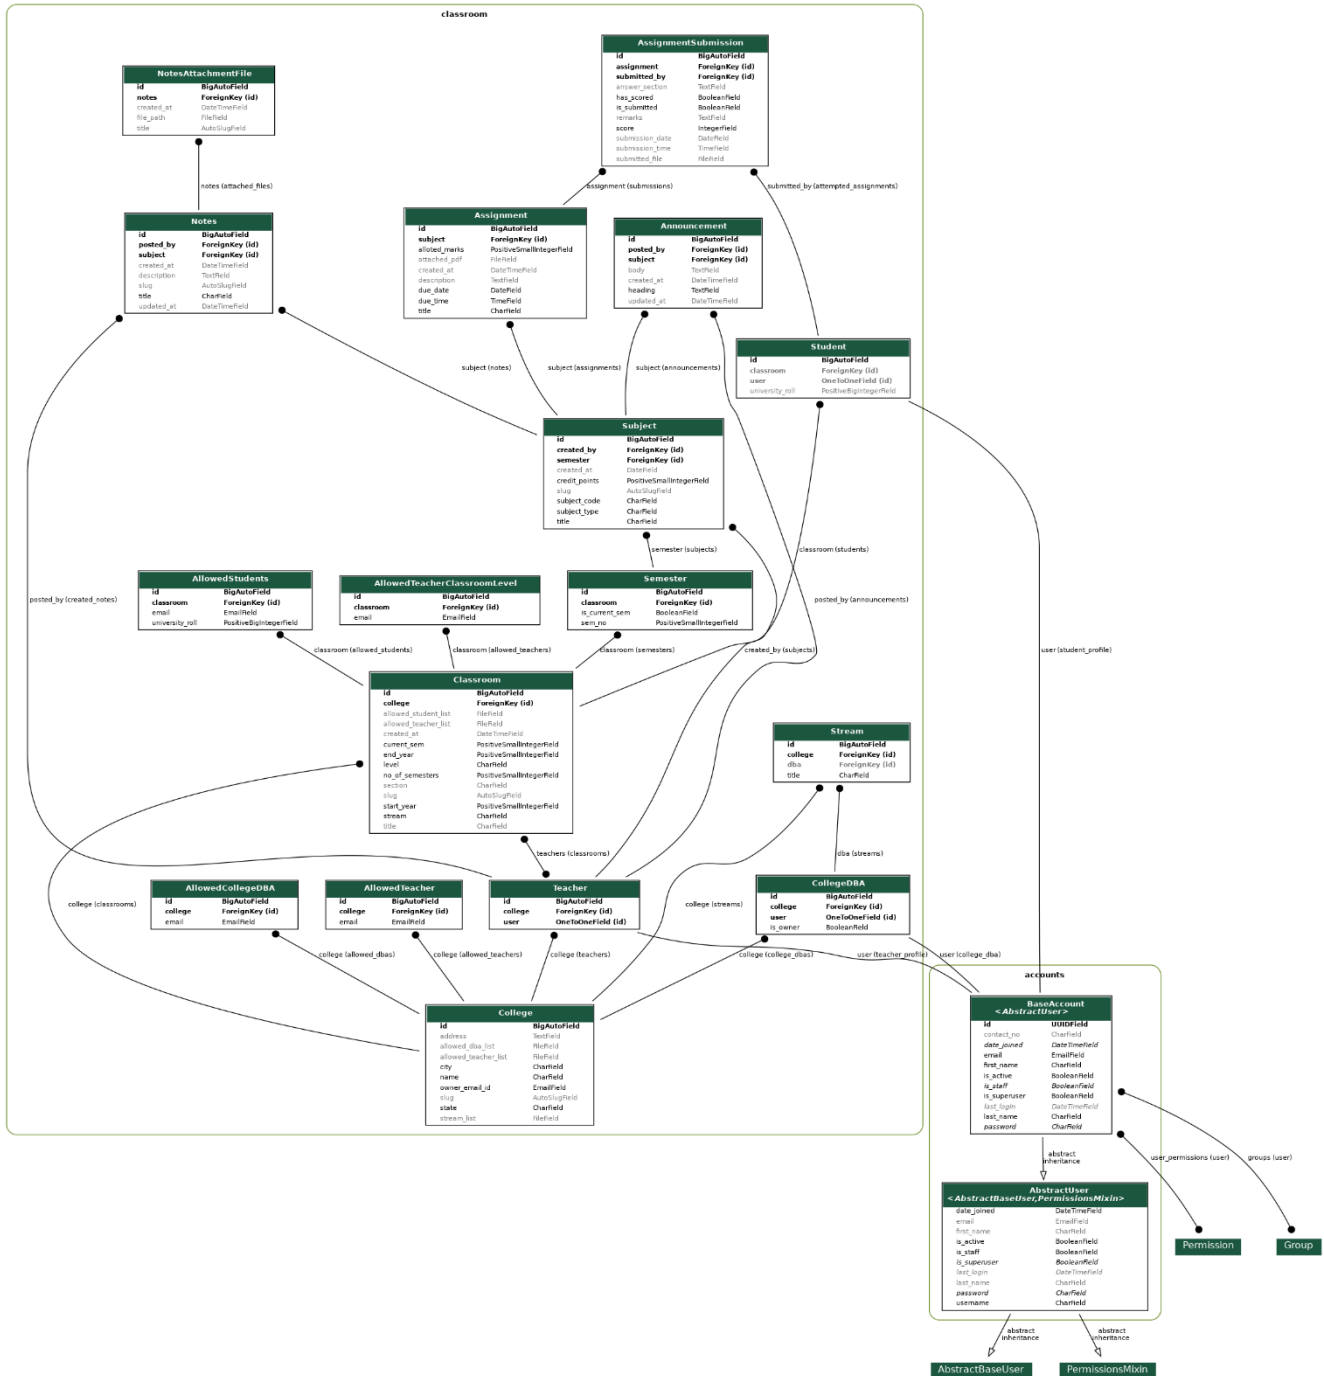 classroom
AssignmentSubmission
id BigAutoField
assignment ForeignKey (id)
submitted_by ForeignKey (id)
answer_section TextField
has_scored BooleanField
is_submitted BooleanField
remarks TextField
score IntegerField
submission_date DateField
submission_time TimeField
submitted_file FileField
NotesAttachmentFile
id BigAutoField
notes ForeignKey (id)
created_at DateTimeField
file_path FileField
title AutoSlugField
notes (attached_files)
assignment (submissions)
submitted_by (attempted_assignments)
Notes
id BigAutoField
posted_by ForeignKey (id)
subject ForeignKey (id)
created_at DateTimeField
description TextField
slug AutoSlugField
title CharField
updated_at DateTimeField
Assignment
id BigAutoField
subject ForeignKey (id)
alloted_marks PositiveSmallIntegerField
attached_pdf FileField
created_at DateTimeField
description TextField
due_date DateField
due_time TimeField
title CharField
Announcement
id BigAutoField
posted_by ForeignKey (id)
subject ForeignKey (id)
body TextField
created_at DateTimeField
heading TextField
updated_at DateTimeField
Student
id BigAutoField
classroom ForeignKey (id)
user OneToOneField (id)
university_roll PositiveBigIntegerField
subject (notes)
subject (assignments)
subject (announcements)
Subject
id BigAutoField
created_by ForeignKey (id)
semester ForeignKey (id)
created_at DateField
credit_points PositiveSmallIntegerField
slug AutoSlugField
subject_code CharField
subject_type CharField
title CharField
semester (subjects)
classroom (students)
AllowedStudents
id BigAutoField
classroom ForeignKey (id)
email EmailField
university_roll PositiveBigIntegerField
AllowedTeacherClassroomLevel
id BigAutoField
classroom ForeignKey (id)
email EmailField
Semester
id BigAutoField
classroom ForeignKey (id)
is_current_sem BooleanField
sem_no PositiveSmallIntegerField
posted_by (created_notes)
posted_by (announcements)
classroom (allowed_students)
classroom (allowed_teachers)
classroom (semesters)
created_by (subjects)
user (student_profile)
Classroom
id BigAutoField
college ForeignKey (id)
allowed_student_list FileField
allowed_teacher_list FileField
created_at DateTimeField
current_sem PositiveSmallIntegerField
end_year PositiveSmallIntegerField
level CharField
no_of_semesters PositiveSmallIntegerField
section CharField
slug AutoSlugField
start_year PositiveSmallIntegerField
stream CharField
title CharField
Stream
id BigAutoField
college ForeignKey (id)
dba ForeignKey (id)
title CharField
teachers (classrooms)
dba (streams)
AllowedCollegeDBA
id BigAutoField
college ForeignKey (id)
email EmailField
AllowedTeacher
id BigAutoField
college ForeignKey (id)
email EmailField
Teacher
id BigAutoField
college ForeignKey (id)
user OneToOneField (id)
CollegeDBA
id BigAutoField
college ForeignKey (id)
user OneToOneField (id)
is_owner BooleanField
college (classrooms)
college (streams)
college (allowed_dbas)
college (allowed_teachers)
college (teachers)
college (college_dbas)
user (teacher_profile)
user (college_dba)
College
id BigAutoField
address TextField
allowed_dba_list FileField
allowed_teacher_list FileField
city CharField
name CharField
owner_email_id EmailField
slug AutoSlugField
state CharField
stream_list FileField
accounts
BaseAccount
<AbstractUser>
id UUIDField
contact_no CharField
date_joined DateTimeField
email EmailField
first_name CharField
is_active BooleanField
is_staff BooleanField
is_superuser BooleanField
last_login DateTimeField
last_name CharField
password CharField
abstract
inheritance
user_permissions (user)
groups (user)
AbstractUser
<AbstractBaseUser,PermissionsMixin>
date_joined DateTimeField
email EmailField
first_name CharField
is_active BooleanField
is_staff BooleanField
is_superuser BooleanField
last_login DateTimeField
last_name CharField
password CharField
username CharField
Permission
Group
abstract
inheritance
abstract
inheritance
AbstractBaseUser
PermissionsMixin